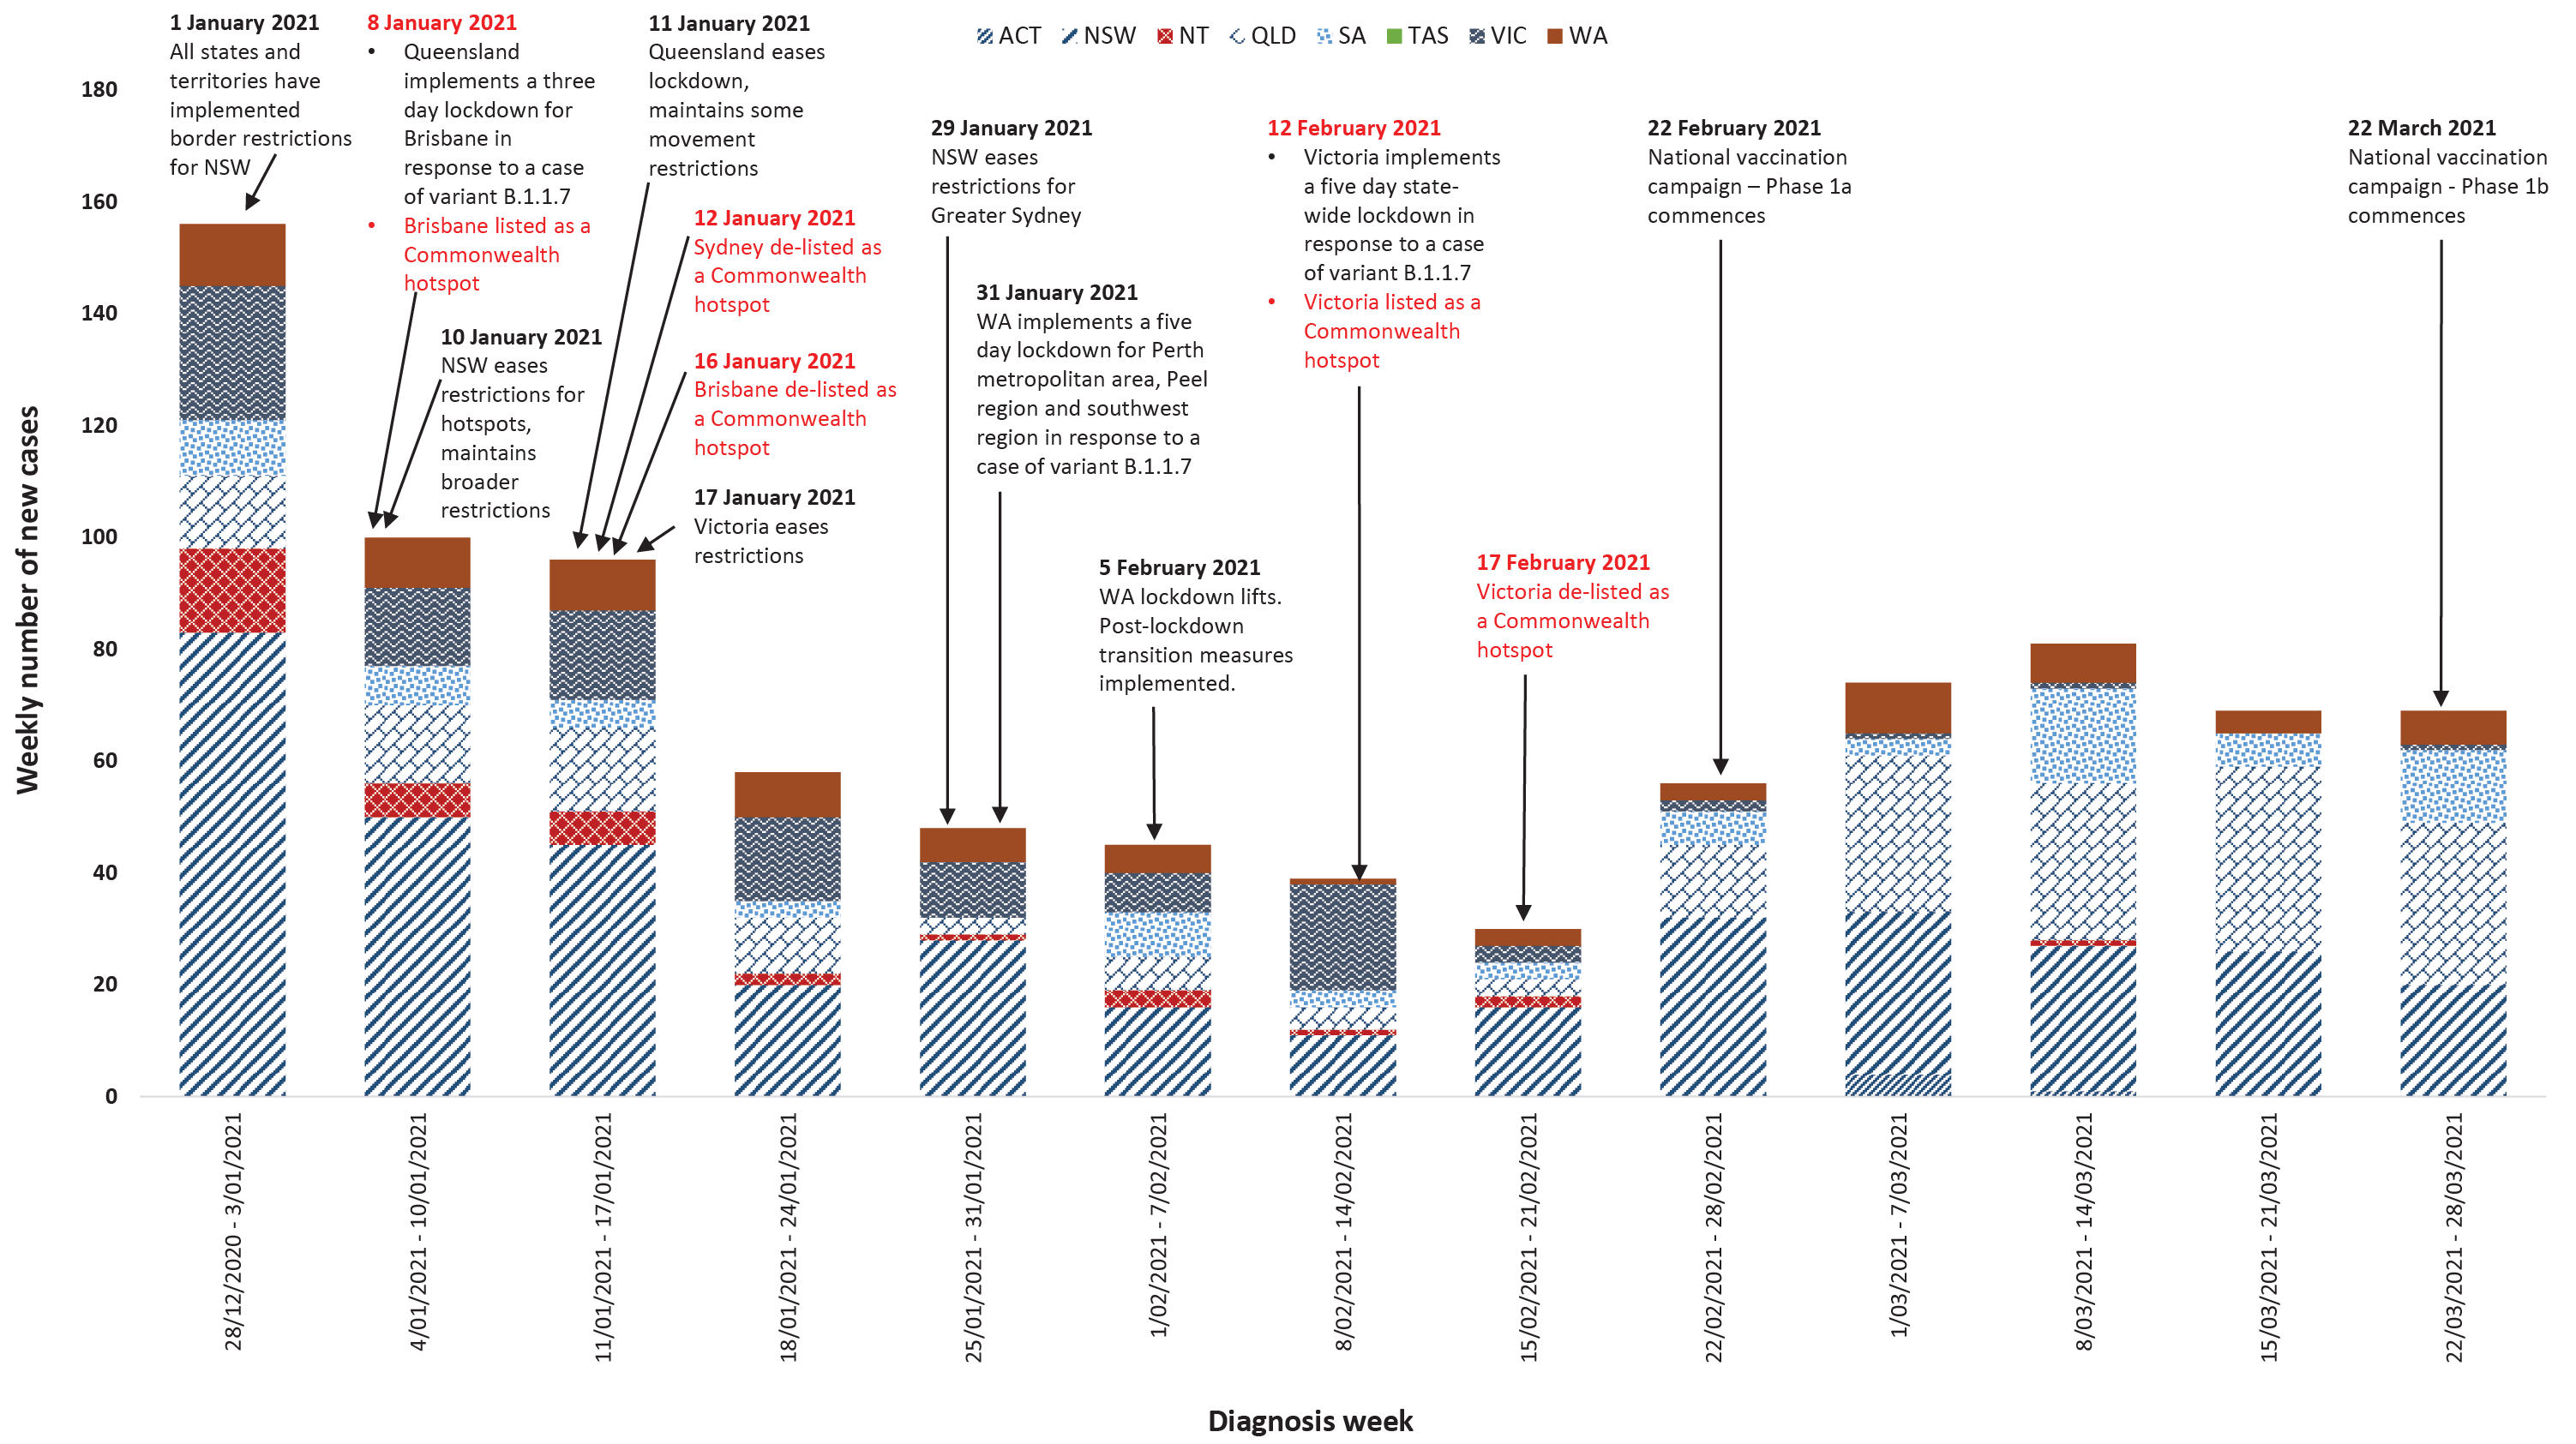 ACT NSW NT QLD SA TAS VIC WA
1 January 2021
All states and
territories have
implemented
border restrictions
for NSW
8 January 2021
• Queensland
implements a three
day lockdown for
Brisbane in
response to a case
of variant B.1.1.7
• Brisbane listed as a
Commonwealth
hotspot
10 January 2021
NSW eases
restrictions for
hotspots,
maintains
broader
restrictions
11 January 2021
Queensland eases
lockdown,
maintains some
movement
restrictions
12 January 2021
Sydney de-listed as
a Commonwealth
hotspot
16 January 2021
Brisbane de-listed as
a Commonwealth
hotspot
17 January 2021
Victoria eases
restrictions
29 January 2021
NSW eases
restrictions for
Greater Sydney
31 January 2021
WA implements a five
day lockdown for Perth
metropolitan area, Peel
region and southwest
region in response to a
case of variant B.1.1.7
5 February 2021
WA lockdown lifts.
Post-lockdown
transition measures
implemented.
12 February 2021
• Victoria implements
a five day state-
wide lockdown in
response to a case
of variant B.1.1.7
• Victoria listed as a
Commonwealth
hotspot
17 February 2021
Victoria de-listed as
a Commonwealth
hotspot
22 February 2021
National vaccination
campaign – Phase 1a
commences
22 March 2021
National vaccination
campaign - Phase 1b
commences
Weekly number of new cases
180
160
140
120
100
80
60
40
20
0
28/12/2020 - 3/01/2021
4/01/2021 - 10/01/2021
11/01/2021 - 17/01/2021
18/01/2021 - 24/01/2021
25/01/2021 - 31/01/2021
1/02/2021 - 7/02/2021
8/02/2021 - 14/02/2021
15/02/2021 - 21/02/2021
22/02/2021 - 28/02/2021
1/03/2021 - 7/03/2021
8/03/2021 - 14/03/2021
15/03/2021 - 21/03/2021
22/03/2021 - 28/03/2021
Diagnosis week